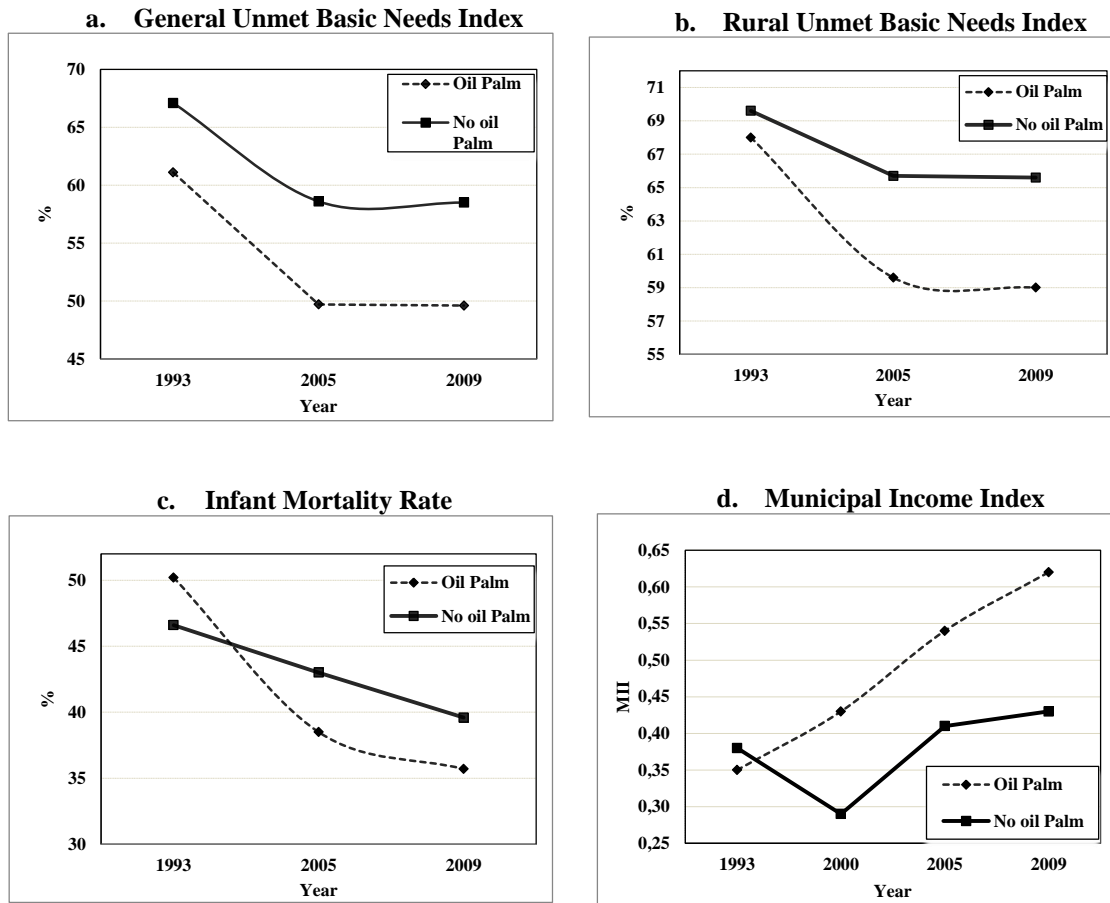 a. General Unmet Basic Needs Index
70
65
60
55
50
45
%
1993 2005 2009
Year
Oil Palm
No oil
Palm
b. Rural Unmet Basic Needs Index
71
69
67
65
63
61
59
57
55
%
1993 2005 2009
Year
Oil Palm
No oil Palm
c. Infant Mortality Rate
50
45
40
35
30
%
1993 2005 2009
Year
Oil Palm
No oil Palm
d. Municipal Income Index
0,65
0,60
0,55
0,50
0,45
0,40
0,35
0,30
0,25
MII
1993 2000 2005 2009
Year
Oil Palm
No oil Palm